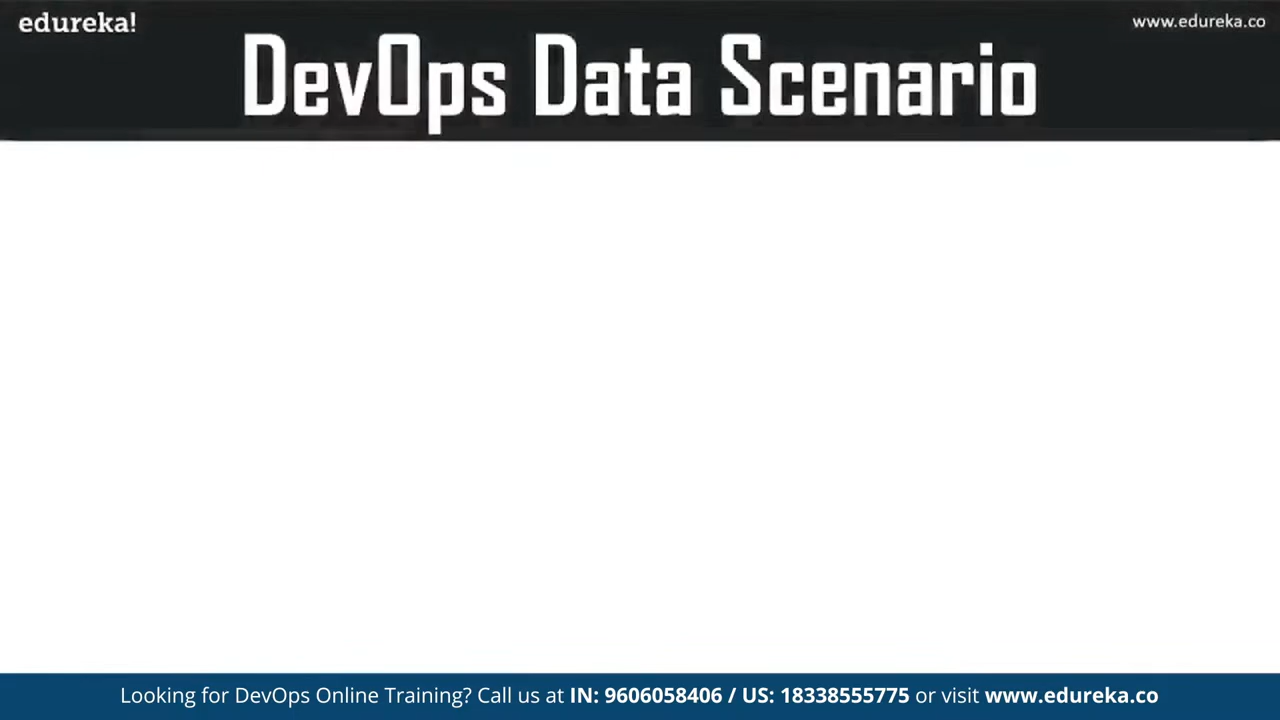 edureka!
www.edureka.co
DevOps Data Scenario
Looking for DevOps Online Training? Call us at IN: 9606058406 / US: 18338555775 or visit www.edureka.co